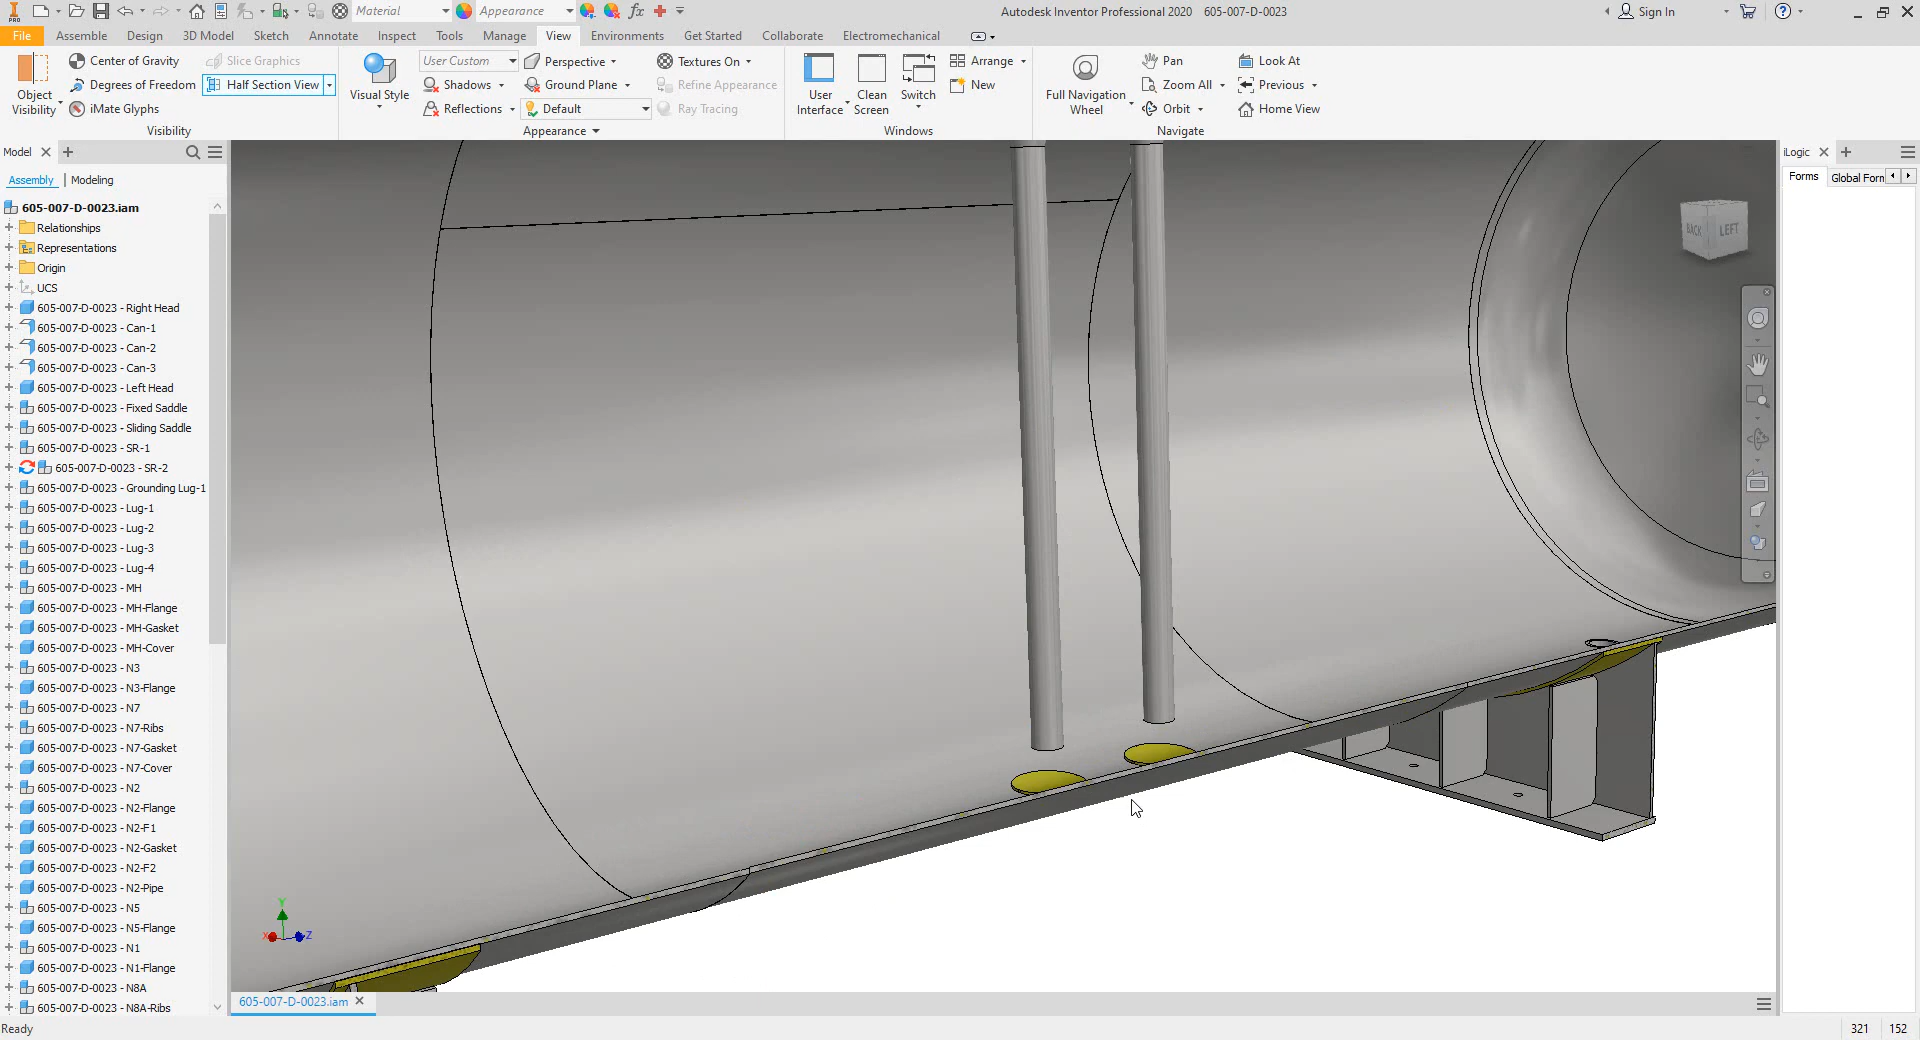 PRO Material Appearance fx Autodesk Inventor Professional 2020 605-007-D-0023 Sign In
File Assemble Design 3D Model Sketch Annotate Inspect Tools Manage View Environments Get Started Collaborate Electromechanical
Center of Gravity Slice Graphics User Custom Perspective Textures On Arrange Pan Look At
Degrees of Freedom Half Section View Shadows Ground Plane Refine Appearance New Zoom All Previous
iMate Glyphs Reflections Default Ray Tracing Orbit Home View
Object Visibility Visual Style User Interface Clean Screen Switch Full Navigation Wheel
Visibility Appearance Windows Navigate
Model
Assembly | Modeling
605-007-D-0023.iam
Relationships
Representations
Origin
UCS
605-007-D-0023 - Right Head
605-007-D-0023 - Can-1
605-007-D-0023 - Can-2
605-007-D-0023 - Can-3
605-007-D-0023 - Left Head
605-007-D-0023 - Fixed Saddle
605-007-D-0023 - Sliding Saddle
605-007-D-0023 - SR-1
605-007-D-0023 - SR-2
605-007-D-0023 - Grounding Lug-1
605-007-D-0023 - Lug-1
605-007-D-0023 - Lug-2
605-007-D-0023 - Lug-3
605-007-D-0023 - Lug-4
605-007-D-0023 - MH
605-007-D-0023 - MH-Flange
605-007-D-0023 - MH-Gasket
605-007-D-0023 - MH-Cover
605-007-D-0023 - N3
605-007-D-0023 - N3-Flange
605-007-D-0023 - N7
605-007-D-0023 - N7-Ribs
605-007-D-0023 - N7-Gasket
605-007-D-0023 - N7-Cover
605-007-D-0023 - N2
605-007-D-0023 - N2-Flange
605-007-D-0023 - N2-F1
605-007-D-0023 - N2-Gasket
605-007-D-0023 - N2-F2
605-007-D-0023 - N2-Pipe
605-007-D-0023 - N5
605-007-D-0023 - N5-Flange
605-007-D-0023 - N1
605-007-D-0023 - N1-Flange
605-007-D-0023 - N8A
605-007-D-0023 - N8A-Ribs
BACK LEFT
Y
X Z
605-007-D-0023.iam
iLogic
Forms Global Forr
Ready 321 152